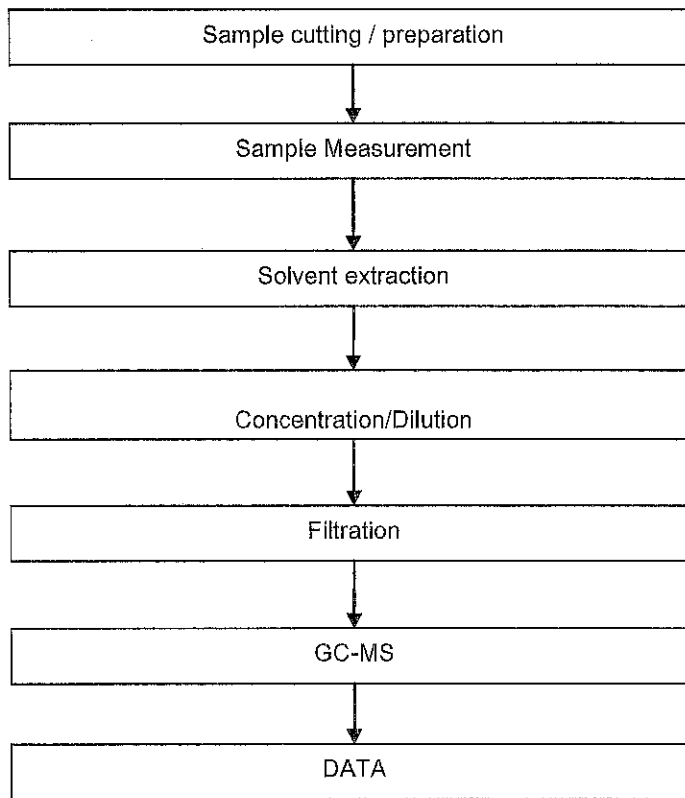 Sample cutting / preparation
Sample Measurement
Solvent extraction
Concentration/Dilution
Filtration
GC-MS
DATA